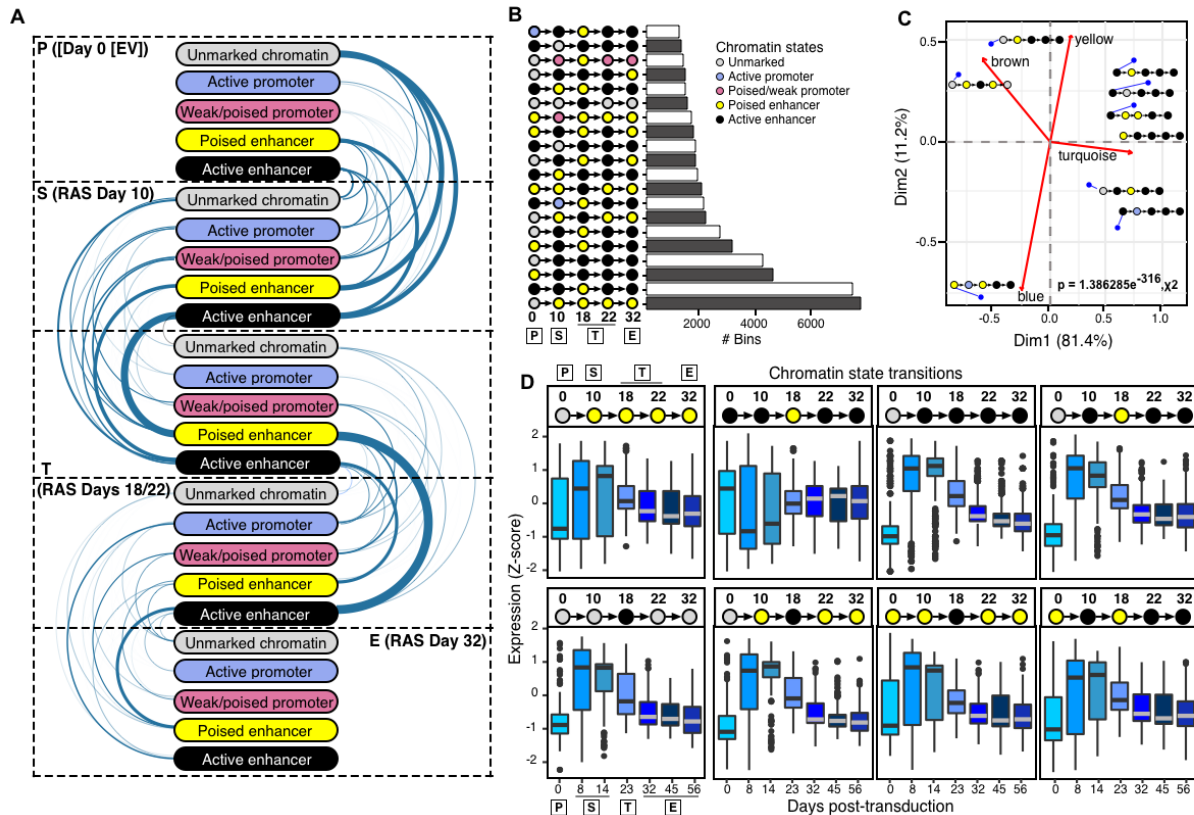 A
P ([Day 0 [EV])
Unmarked chromatin
Active promoter
Weak/poised promoter
Poised enhancer
Active enhancer
S (RAS Day 10)
Unmarked chromatin
Active promoter
Weak/poised promoter
Poised enhancer
Active enhancer
Unmarked chromatin
Active promoter
Weak/poised promoter
Poised enhancer
Active enhancer
T
(RAS Days 18/22)
Unmarked chromatin
Active promoter
Weak/poised promoter
Poised enhancer
Active enhancer
E (RAS Day 32)
Unmarked chromatin
Active promoter
Weak/poised promoter
Poised enhancer
Active enhancer
B
Chromatin states
Unmarked
Active promoter
Poised/weak promoter
Poised enhancer
Active enhancer
0 10 18 22 32
P S T E
2000 4000 6000
# Bins
C
0.5
0.0
-0.5
Dim2 (11.2%)
yellow
brown
turquoise
blue
p = 1.386285e-316,χ2
-0.5 0.0 0.5 1.0
Dim1 (81.4%)
D
P S T E
Chromatin state transitions
0 10 18 22 32
0 10 18 22 32
0 10 18 22 32
0 10 18 22 32
2
1
0
-1
-2
Expression (Z-score)
0 10 18 22 32
0 10 18 22 32
0 10 18 22 32
0 10 18 22 32
2
1
0
-1
-2
0 8 14 23 32 45 56
0 8 14 23 32 45 56
0 8 14 23 32 45 56
0 8 14 23 32 45 56
P S T E
Days post-transduction